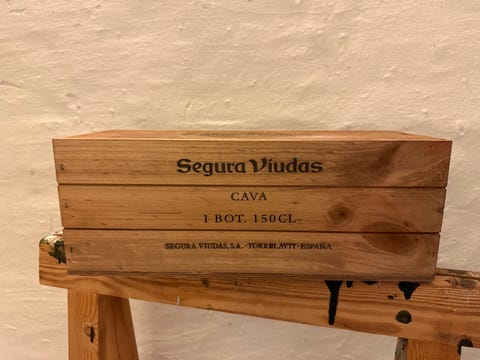 Segura Viudas
CAVA
1 BOT. 150CL
SEGURA VIUDAS, S.A. · TORRELAVIT · ESPAÑA